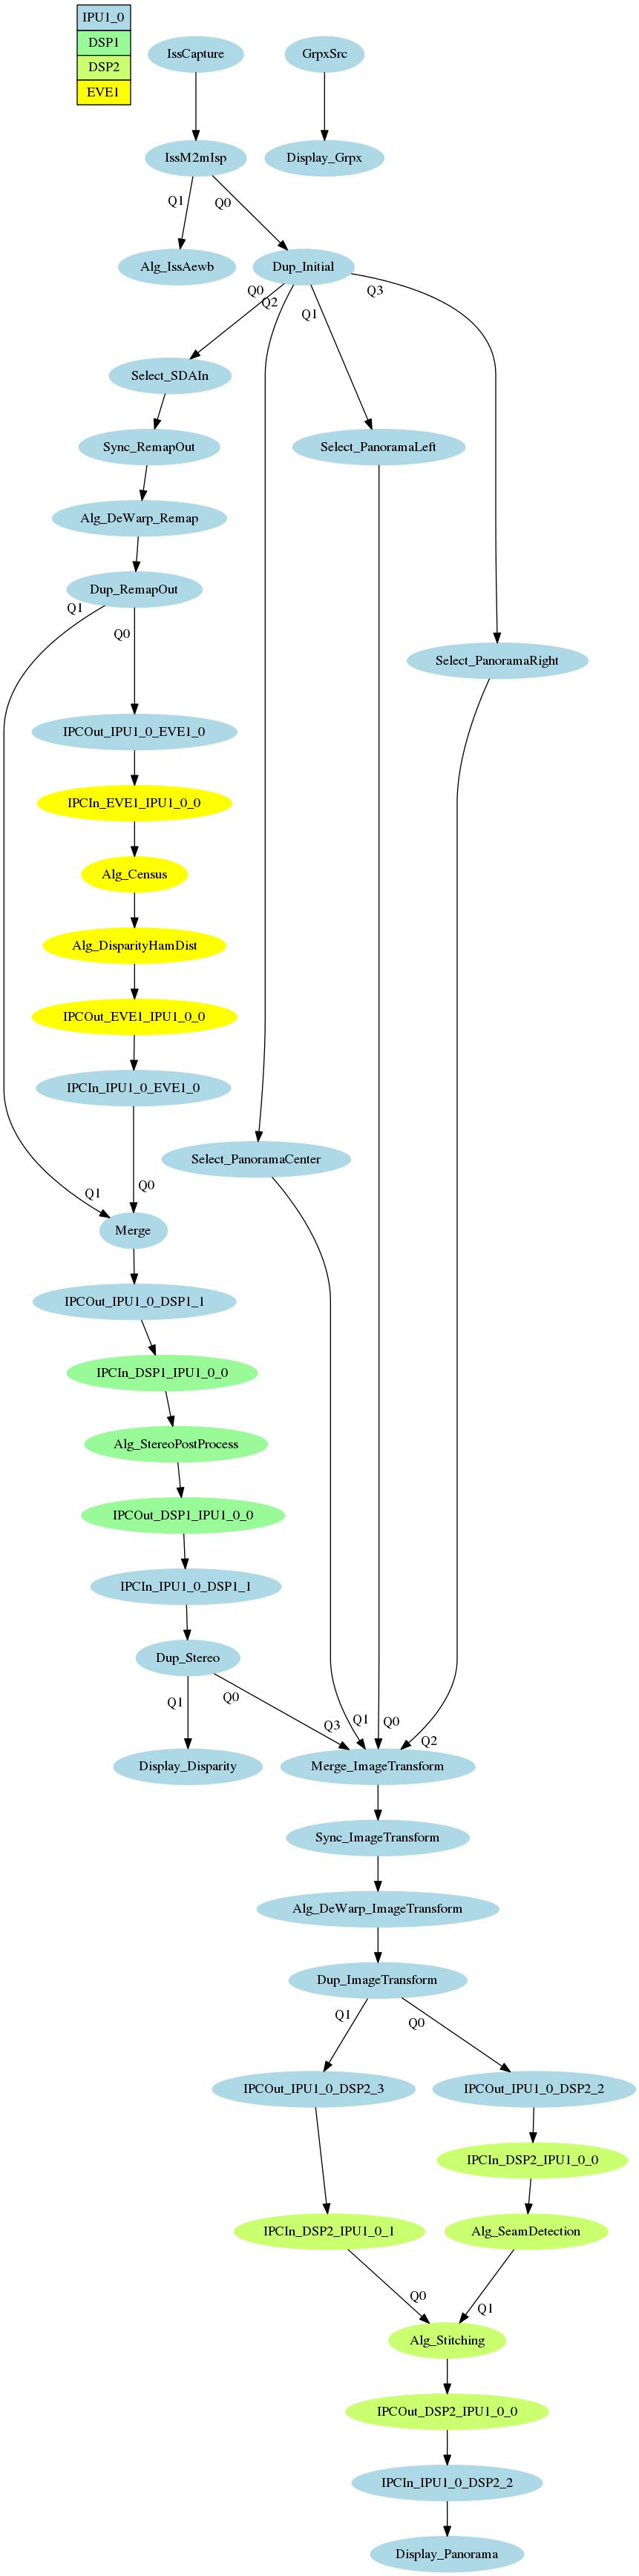 IPU1_0
DSP1
DSP2
EVE1
IssCapture
GrpxSrc
IssM2mIsp
Display_Grpx
Q1
Q0
Alg_IssAewb
Dup_Initial
Q0
Q2
Q1
Q3
Select_SDAIn
Sync_RemapOut
Select_PanoramaLeft
Alg_DeWarp_Remap
Dup_RemapOut
Q1
Q0
Select_PanoramaRight
IPCOut_IPU1_0_EVE1_0
IPCIn_EVE1_IPU1_0_0
Alg_Census
Alg_DisparityHamDist
IPCOut_EVE1_IPU1_0_0
IPCIn_IPU1_0_EVE1_0
Select_PanoramaCenter
Q1
Q0
Merge
IPCOut_IPU1_0_DSP1_1
IPCIn_DSP1_IPU1_0_0
Alg_StereoPostProcess
IPCOut_DSP1_IPU1_0_0
IPCIn_IPU1_0_DSP1_1
Dup_Stereo
Q1
Q0
Q3
Q1
Q0
Q2
Display_Disparity
Merge_ImageTransform
Sync_ImageTransform
Alg_DeWarp_ImageTransform
Dup_ImageTransform
Q1
Q0
IPCOut_IPU1_0_DSP2_3
IPCOut_IPU1_0_DSP2_2
IPCIn_DSP2_IPU1_0_0
IPCIn_DSP2_IPU1_0_1
Alg_SeamDetection
Q0
Q1
Alg_Stitching
IPCOut_DSP2_IPU1_0_0
IPCIn_IPU1_0_DSP2_2
Display_Panorama